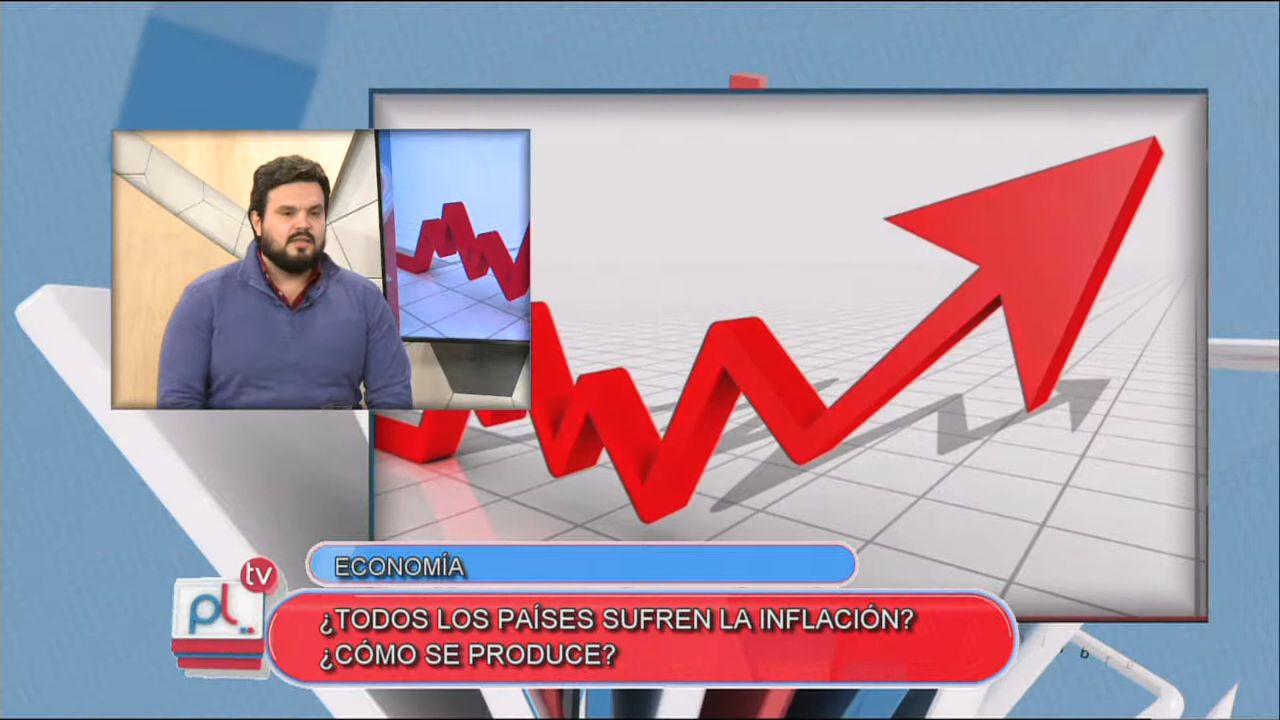 ECONOMÍA
tv
pl..
¿TODOS LOS PAÍSES SUFREN LA INFLACIÓN?
¿CÓMO SE PRODUCE?